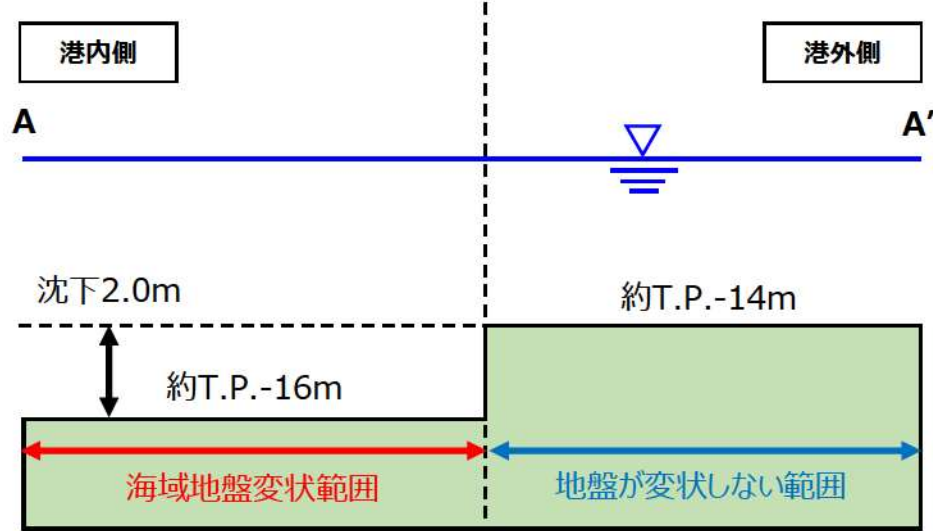 港内側
港外側
A
A’
沈下2.0m
約T.P.-14m
約T.P.-16m
海域地盤変状範囲
地盤が変状しない範囲